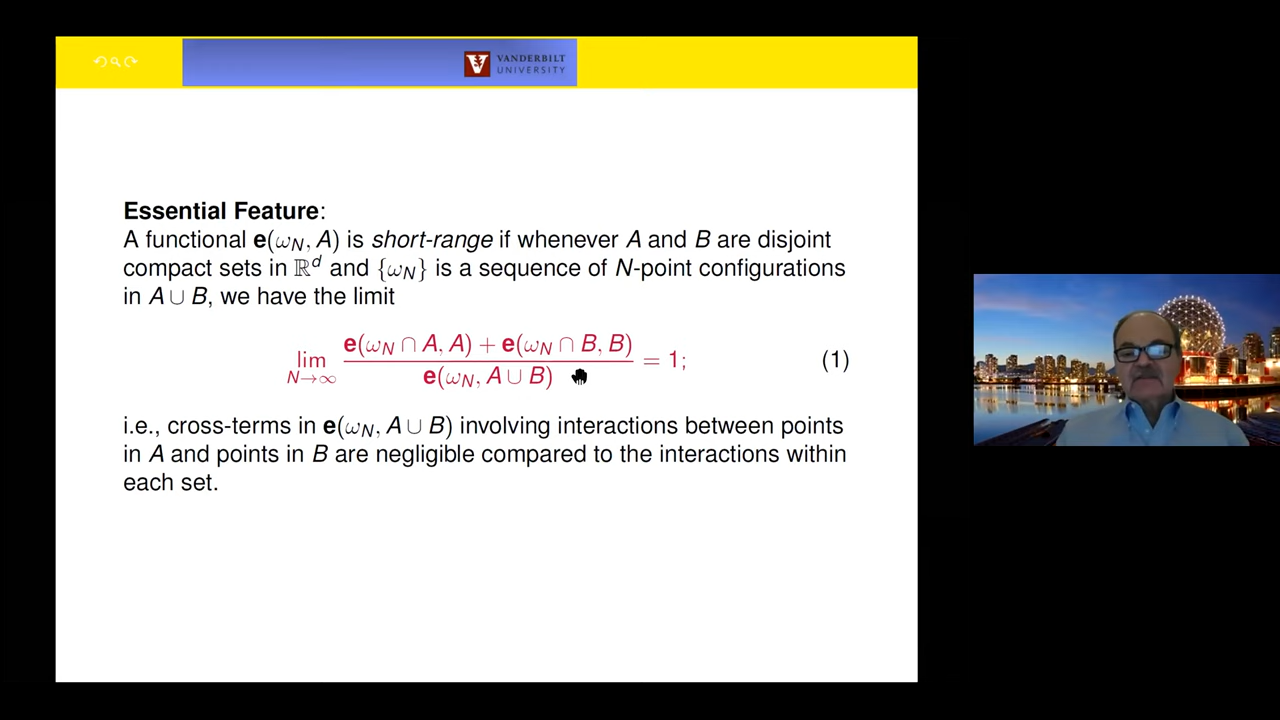 VANDERBILT
UNIVERSITY
Essential Feature:
A functional e(ω_N, A) is short-range if whenever A and B are disjoint
compact sets in ℝ^d and {ω_N} is a sequence of N-point configurations
in A ∪ B, we have the limit
lim_{N→∞} (e(ω_N ∩ A, A) + e(ω_N ∩ B, B)) / e(ω_N, A ∪ B) = 1; (1)
i.e., cross-terms in e(ω_N, A ∪ B) involving interactions between points
in A and points in B are negligible compared to the interactions within
each set.